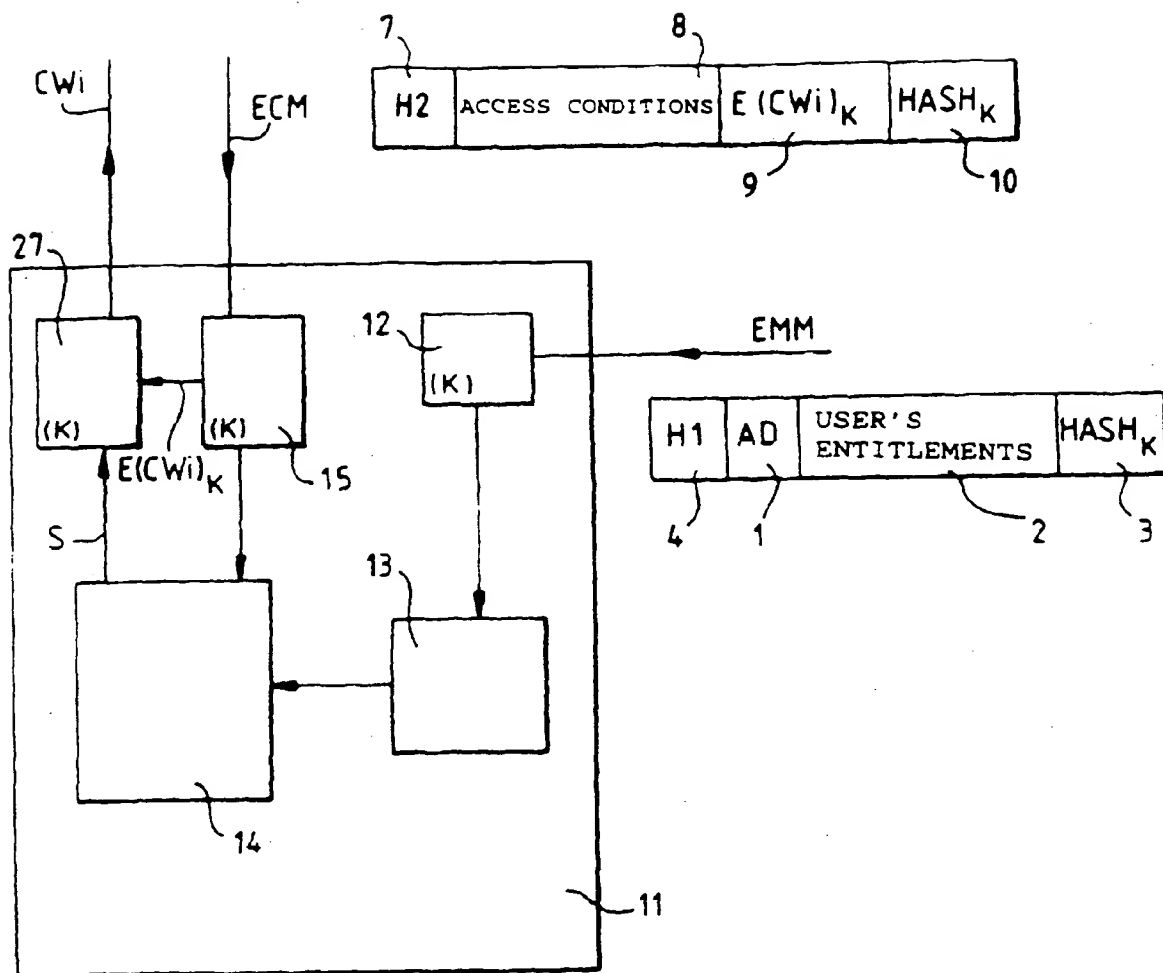 7
8
CWi
ECM
H2
ACCESS CONDITIONS
E(CWi)K
HASHK
9
10
27
12
EMM
(K)
(K)
(K)
E(CWi)K
15
H1
AD
USER'S
ENTITLEMENTS
HASHK
4
1
2
3
S
13
14
11